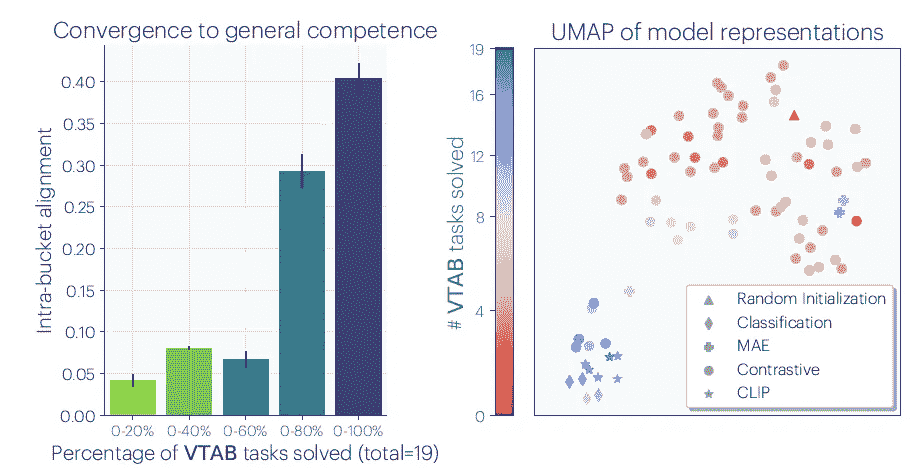 Convergence to general competence
Intra-bucket alignment
0.40
0.35
0.30
0.25
0.20
0.15
0.10
0.05
0.00
0-20% 0-40% 0-60% 0-80% 0-100%
Percentage of VTAB tasks solved (total=19)
# VTAB tasks solved
19
16
12
8
4
0
UMAP of model representations
Random Initialization
Classification
MAE
Contrastive
CLIP